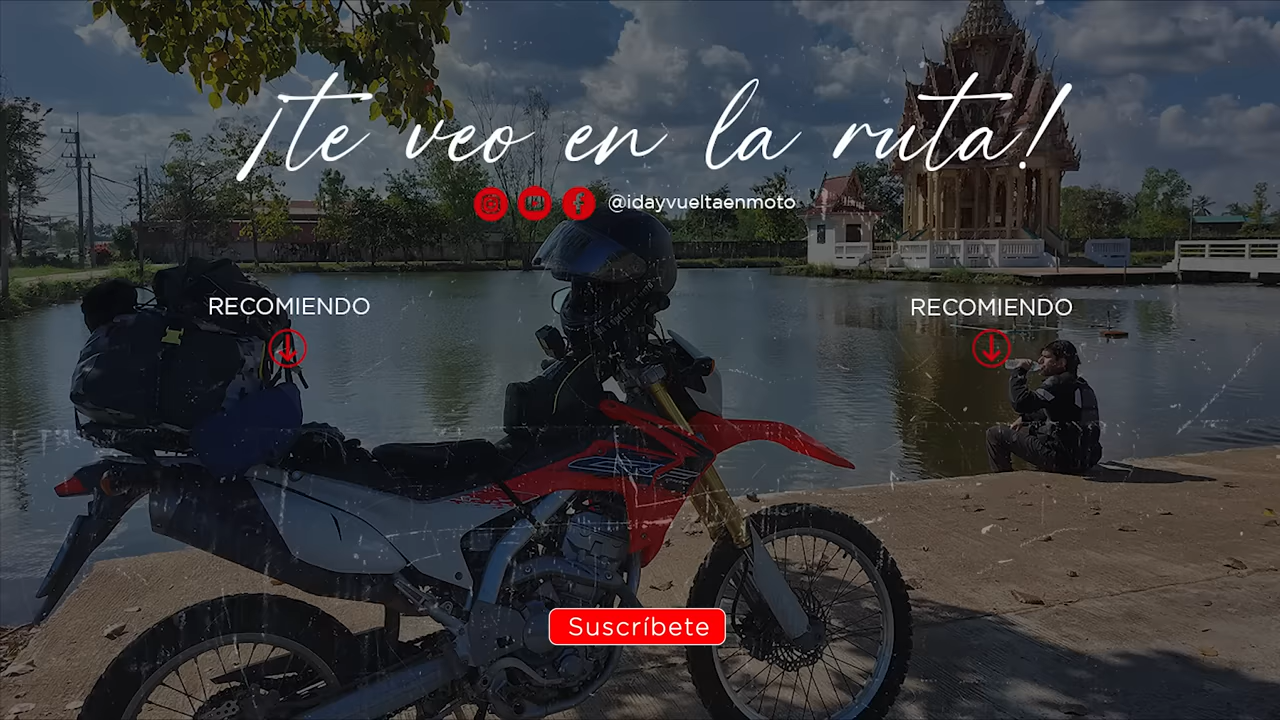 ¡te veo en la ruta!
@idayvueltaenmoto
RECOMIENDO
RECOMIENDO
Suscríbete